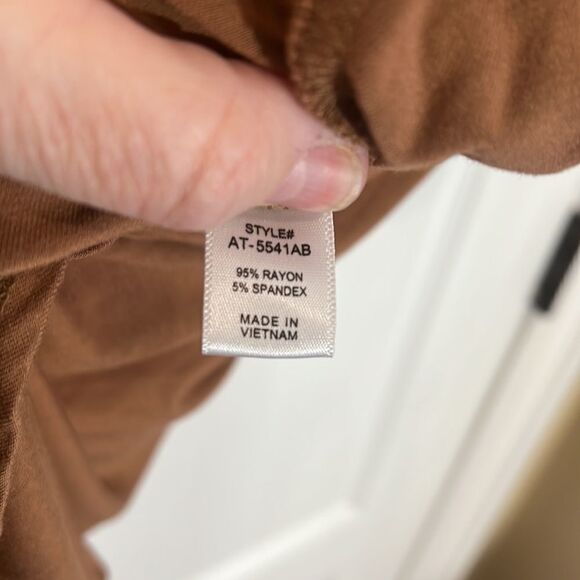 STYLE#
AT-5541AB
95% RAYON
5% SPANDEX
MADE IN
VIETNAM